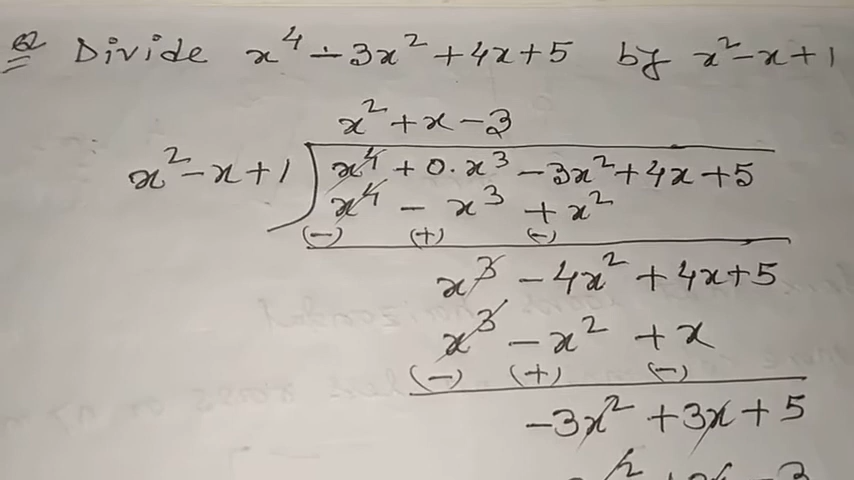 Q Divide x⁴ - 3x² + 4x + 5 by x² - x + 1
x² + x - 3
x² - x + 1 ) x⁴ + 0.x³ - 3x² + 4x + 5
x⁴ - x³ + x²
(-) (+) (-)
x³ - 4x² + 4x + 5
x³ - x² + x
(-) (+) (-)
-3x² + 3x + 5